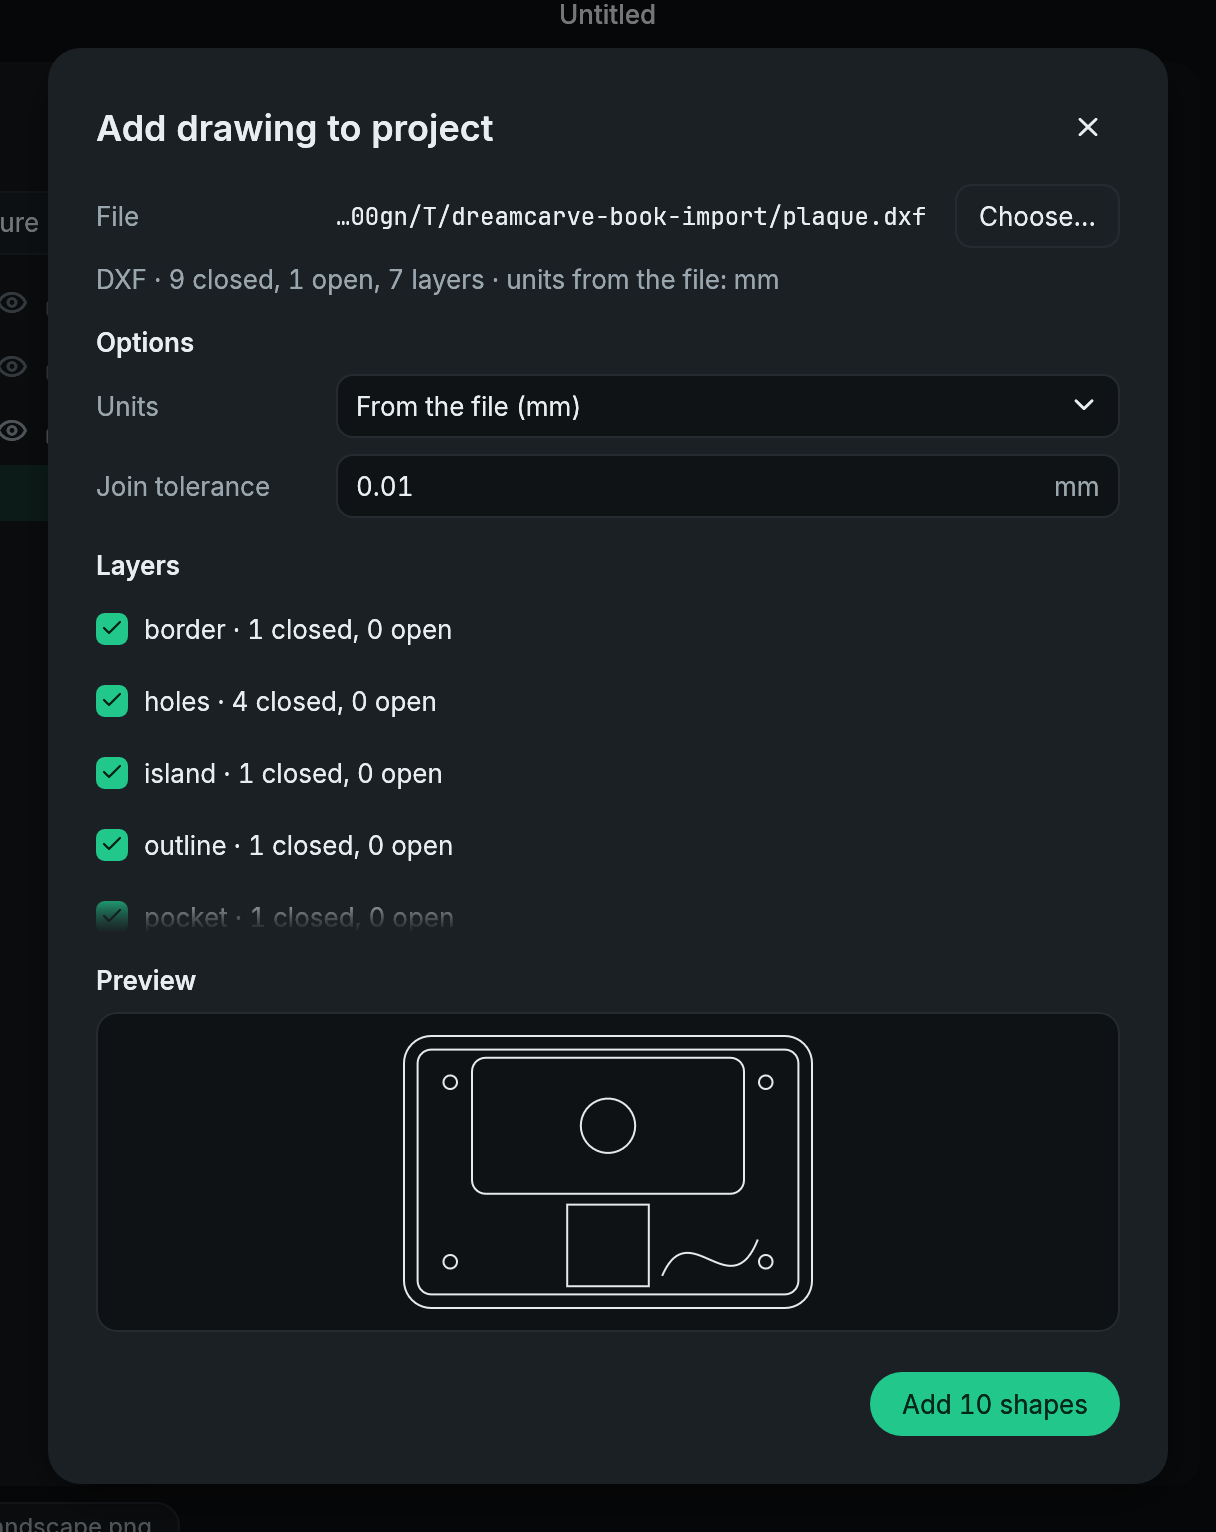 Untitled
Add drawing to project
File …00gn/T/dreamcarve-book-import/plaque.dxf Choose...
DXF · 9 closed, 1 open, 7 layers · units from the file: mm
Options
ure
Units From the file (mm)
Join tolerance 0.01 mm
Layers
border · 1 closed, 0 open
holes · 4 closed, 0 open
island · 1 closed, 0 open
outline · 1 closed, 0 open
pocket · 1 closed, 0 open
Preview
Add 10 shapes
andscape.png